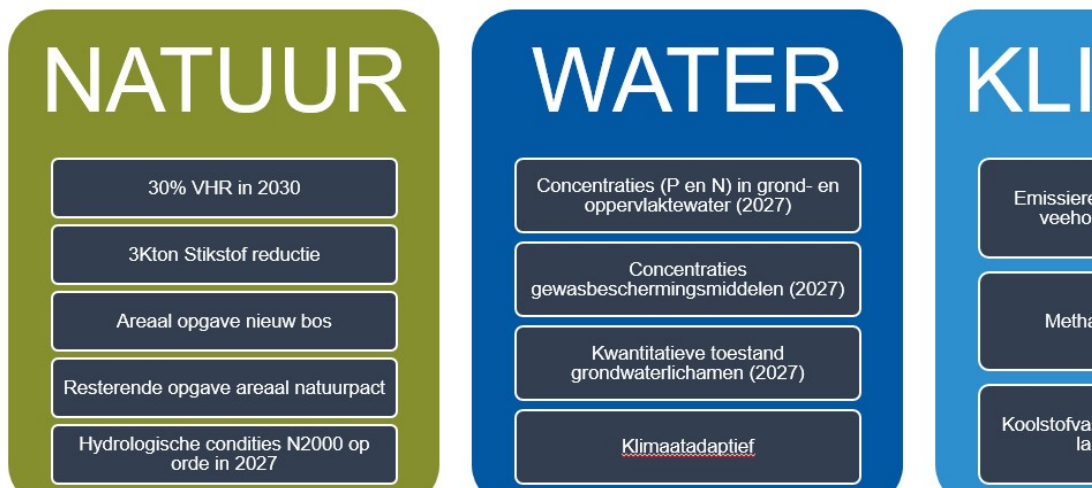 NATUUR
30% VHR in 2030
3Kton Stikstof reductie
Areaal opgave nieuw bos
Resterende opgave areaal natuurpact
Hydrologische condities N2000 op
orde in 2027
WATER
Concentraties (P en N) in grond- en
oppervlaktewater (2027)
Concentraties
gewasbeschermingsmiddelen (2027)
Kwantitatieve toestand
grondwaterlichamen (2027)
Klimaatadaptief